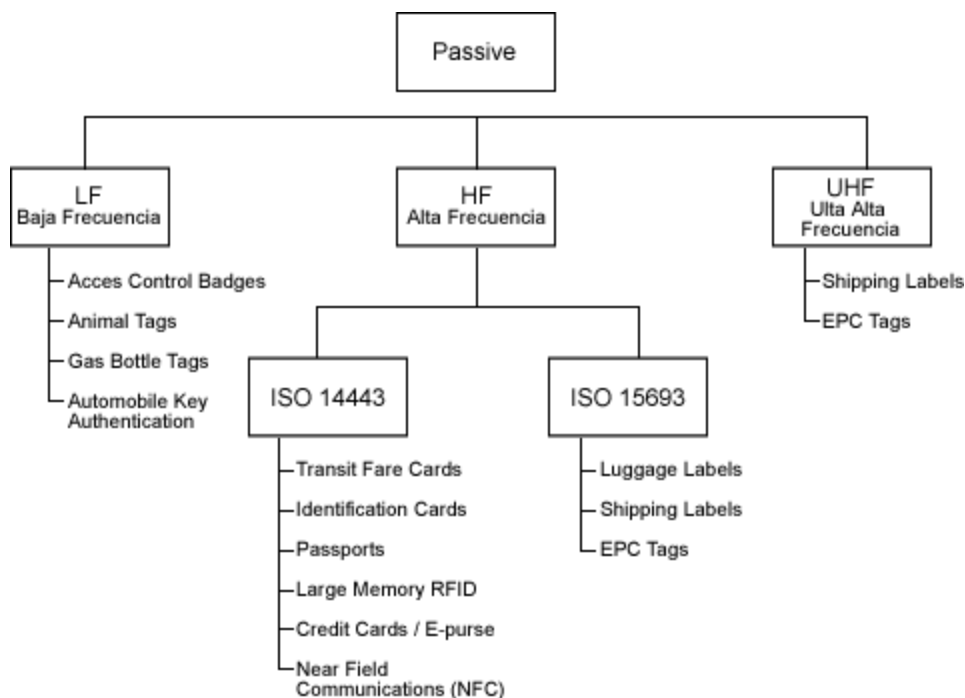 Passive
LF
Baja Frecuencia
HF
Alta Frecuencia
UHF
Ulta Alta
Frecuencia
Acces Control Badges
Animal Tags
Gas Bottle Tags
Automobile Key
Authentication
Shipping Labels
EPC Tags
ISO 14443
ISO 15693
Transit Fare Cards
Identification Cards
Passports
Large Memory RFID
Credit Cards / E-purse
Near Field
Communications (NFC)
Luggage Labels
Shipping Labels
EPC Tags